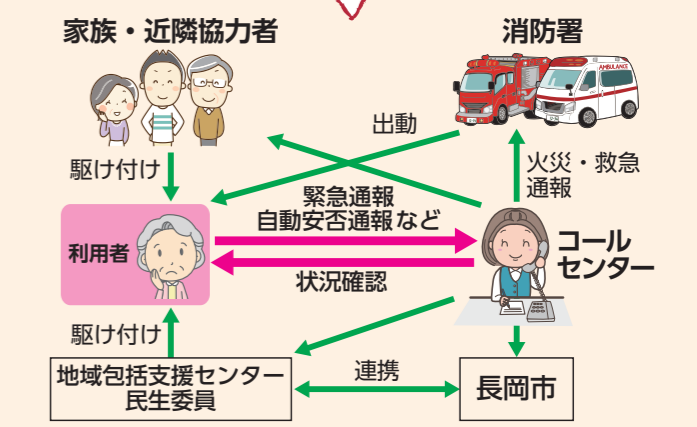 家族・近隣協力者
消防署
AMBULANCE
出動
駆け付け
火災・救急
通報
緊急通報
自動安否通報など
利用者
コール
センター
状況確認
駆け付け
地域包括支援センター
民生委員
連携
長岡市